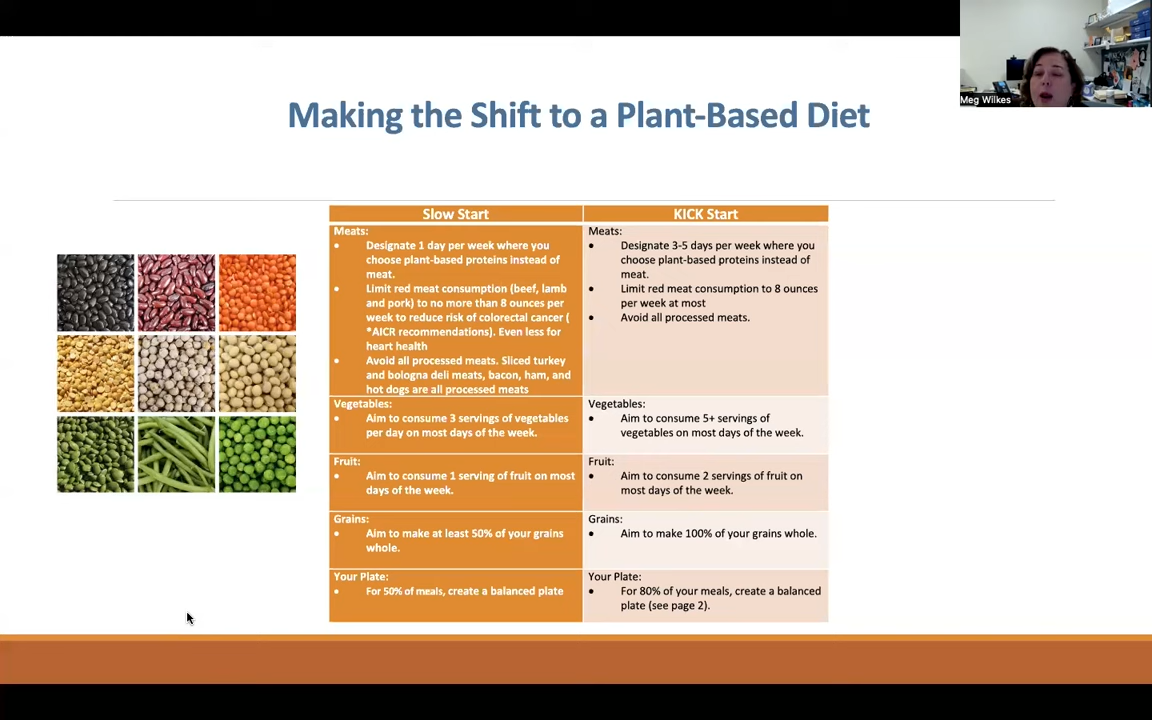 Meg Wilkes
Making the Shift to a Plant-Based Diet
Slow Start
Meats:
• Designate 1 day per week where you
choose plant-based proteins instead of
meat.
• Limit red meat consumption (beef, lamb
and pork) to no more than 8 ounces per
week to reduce risk of colorectal cancer (
*AICR recommendations). Even less for
heart health
• Avoid all processed meats. Sliced turkey
and bologna deli meats, bacon, ham, and
hot dogs are all processed meats
Vegetables:
• Aim to consume 3 servings of vegetables
per day on most days of the week.
Fruit:
• Aim to consume 1 serving of fruit on most
days of the week.
Grains:
• Aim to make at least 50% of your grains
whole.
Your Plate:
• For 50% of meals, create a balanced plate
KICK Start
Meats:
• Designate 3-5 days per week where you
choose plant-based proteins instead of
meat.
• Limit red meat consumption to 8 ounces
per week at most
• Avoid all processed meats.
Vegetables:
• Aim to consume 5+ servings of
vegetables on most days of the week.
Fruit:
• Aim to consume 2 servings of fruit on
most days of the week.
Grains:
• Aim to make 100% of your grains whole.
Your Plate:
• For 80% of your meals, create a balanced
plate (see page 2).